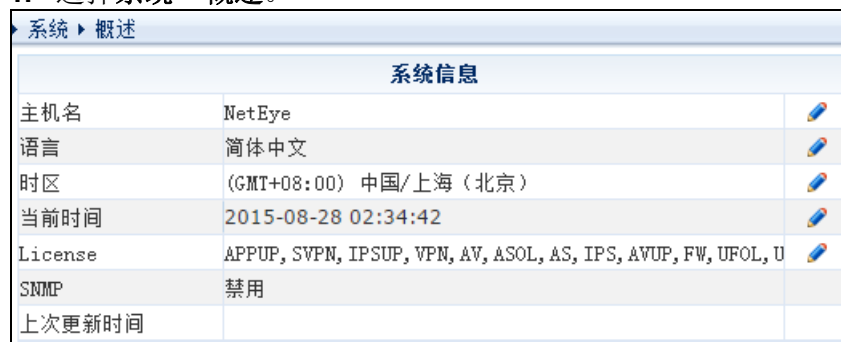 系统 ▸ 概述
系统信息
主机名 NetEye
语言 简体中文
时区 (GMT+08:00) 中国/上海（北京）
当前时间 2015-08-28 02:34:42
License APPUP, SVPN, IPSUP, VPN, AV, ASOL, AS, IPS, AVUP, FW, UFOL, U
SNMP 禁用
上次更新时间